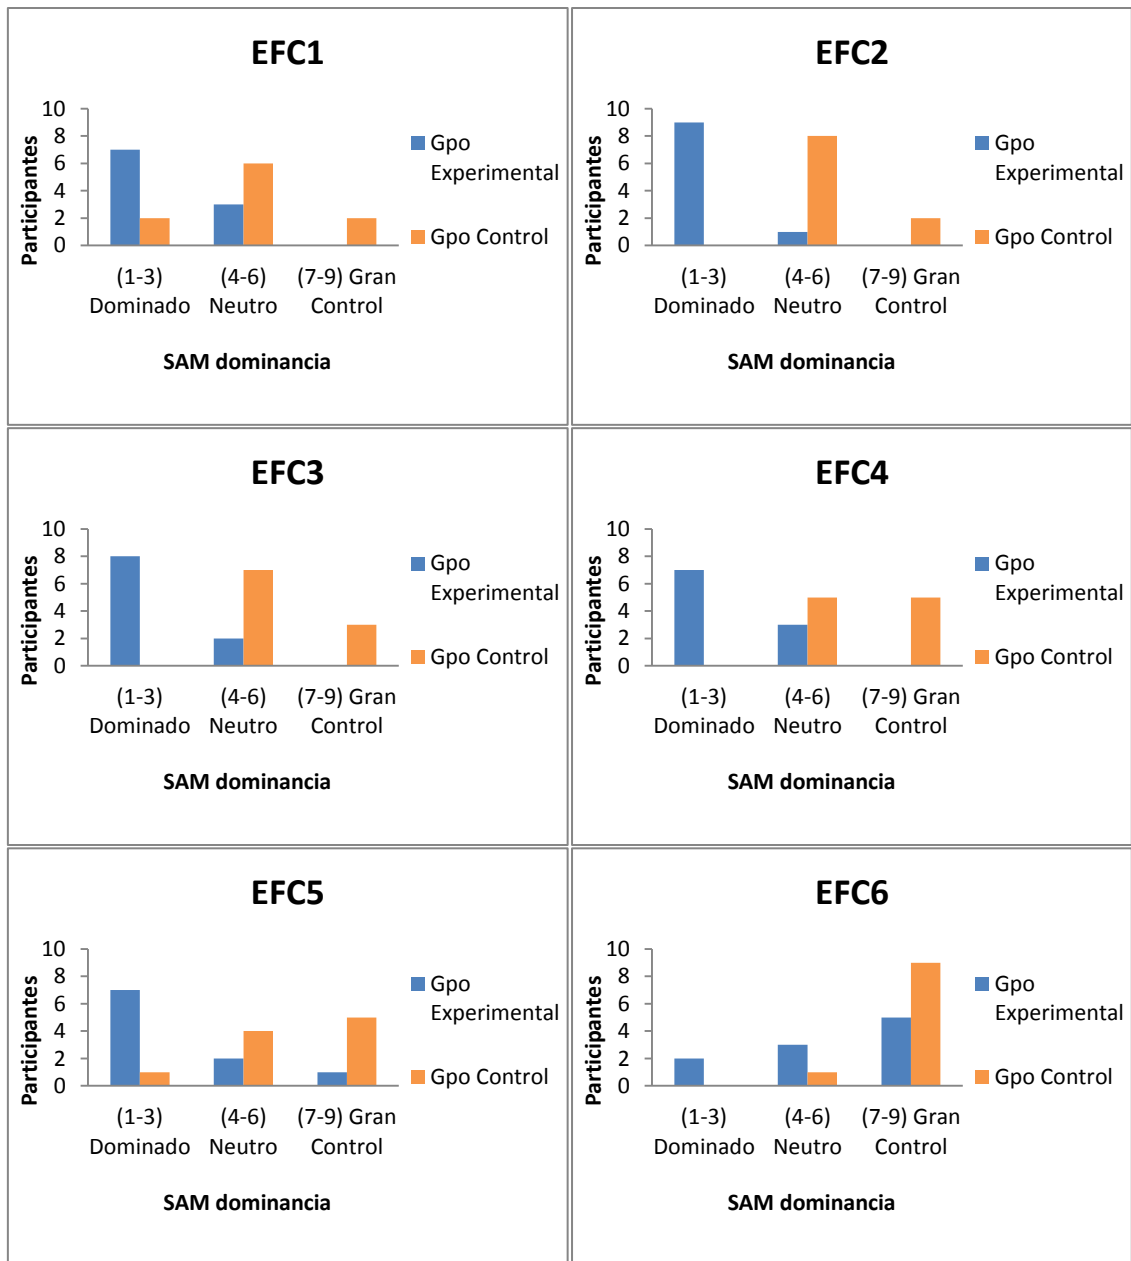 EFC1
Participantes
10
8
6
4
2
0
(1-3)
Dominado
(4-6)
Neutro
(7-9) Gran
Control
SAM dominancia
Gpo
Experimental
Gpo Control
EFC2
Participantes
10
8
6
4
2
0
(1-3)
Dominado
(4-6)
Neutro
(7-9) Gran
Control
SAM dominancia
Gpo
Experimental
Gpo Control
EFC3
Participantes
10
8
6
4
2
0
(1-3)
Dominado
(4-6)
Neutro
(7-9) Gran
Control
SAM dominancia
Gpo
Experimental
Gpo Control
EFC4
Participantes
10
8
6
4
2
0
(1-3)
Dominado
(4-6)
Neutro
(7-9) Gran
Control
SAM dominancia
Gpo
Experimental
Gpo Control
EFC5
Participantes
10
8
6
4
2
0
(1-3)
Dominado
(4-6)
Neutro
(7-9) Gran
Control
SAM dominancia
Gpo
Experimental
Gpo Control
EFC6
Participantes
10
8
6
4
2
0
(1-3)
Dominado
(4-6)
Neutro
(7-9) Gran
Control
SAM dominancia
Gpo
Experimental
Gpo Control